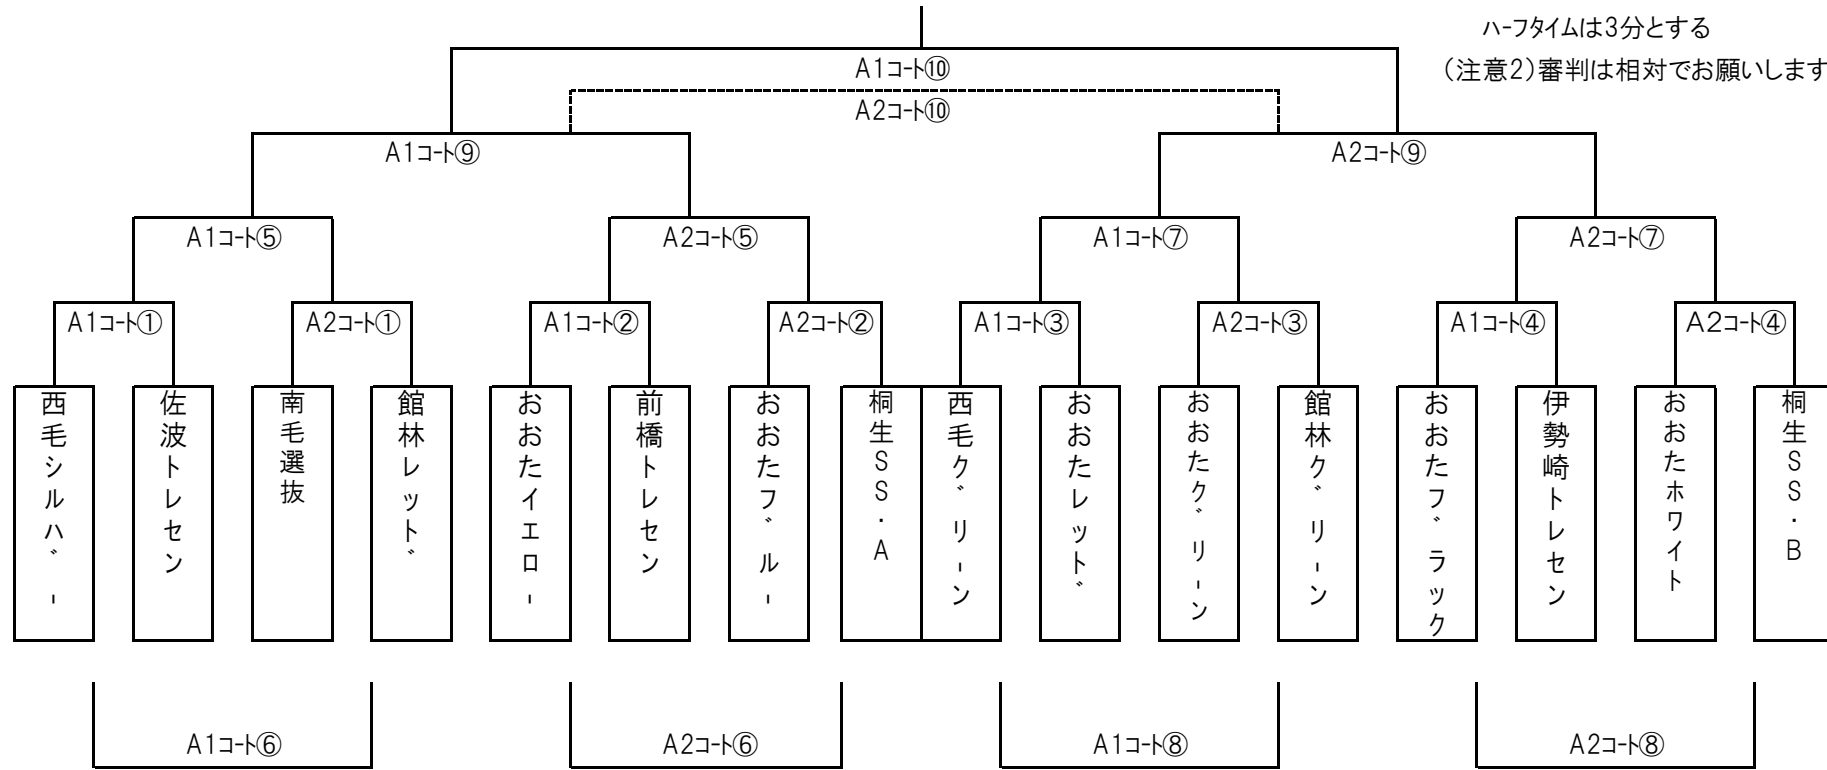 ハーフタイムは3分とする
A1コート⑩
(注意2)審判は相対でお願いします
A2コート⑩
A1コート⑨
A2コート⑨
A1コート⑤
A2コート⑤
A1コート⑦
A2コート⑦
A1コート①
A2コート①
A1コート②
A2コート②
A1コート③
A2コート③
A1コート④
A2コート④
西毛シルバー
佐波トレセン
南毛選抜
館林レッド
おおたイエロー
前橋トレセン
おおたブルー
桐生SS・A
西毛グリーン
おおたレッド
おおたグリーン
館林グリーン
おおたブラック
伊勢崎トレセン
おおたホワイト
桐生SS・B
A1コート⑥
A2コート⑥
A1コート⑧
A2コート⑧